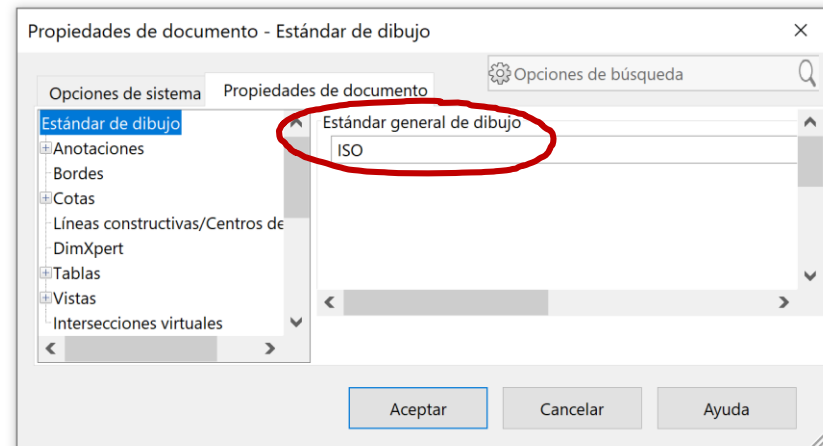 Propiedades de documento - Estándar de dibujo
Opciones de búsqueda
Opciones de sistema
Propiedades de documento
Estándar de dibujo
Anotaciones
Bordes
Cotas
Líneas constructivas/Centros de
DimXpert
Tablas
Vistas
Intersecciones virtuales
Estándar general de dibujo
ISO
Aceptar
Cancelar
Ayuda